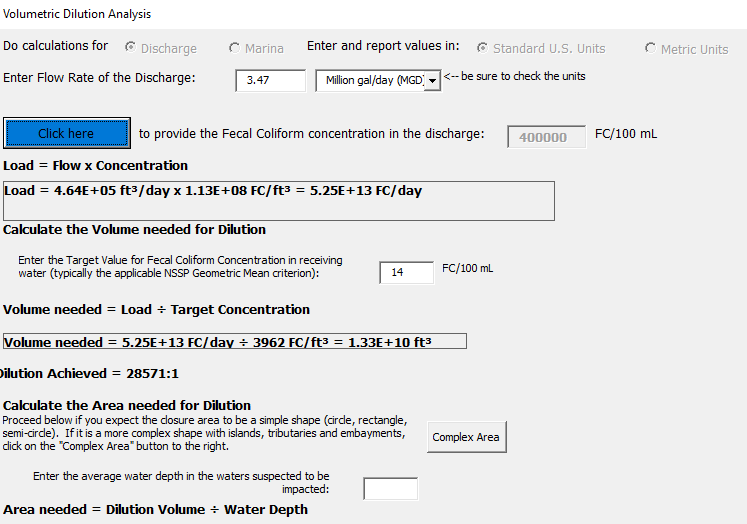 Volumetric Dilution Analysis
Do calculations for Discharge Marina Enter and report values in: Standard U.S. Units Metric Units
Enter Flow Rate of the Discharge: 3.47 Million gal/day (MGD) <-- be sure to check the units
Click here to provide the Fecal Coliform concentration in the discharge: 400000 FC/100 mL
Load = Flow x Concentration
Load = 4.64E+05 ft³/day x 1.13E+08 FC/ft³ = 5.25E+13 FC/day
Calculate the Volume needed for Dilution
Enter the Target Value for Fecal Coliform Concentration in receiving
water (typically the applicable NSSP Geometric Mean criterion): 14 FC/100 mL
Volume needed = Load ÷ Target Concentration
Volume needed = 5.25E+13 FC/day ÷ 3962 FC/ft³ = 1.33E+10 ft³
Dilution Achieved = 28571:1
Calculate the Area needed for Dilution
Proceed below if you expect the closure area to be a simple shape (circle, rectangle,
semi-circle). If it is a more complex shape with islands, tributaries and embayments,
click on the "Complex Area" button to the right.
Complex Area
Enter the average water depth in the waters suspected to be
impacted:
Area needed = Dilution Volume ÷ Water Depth